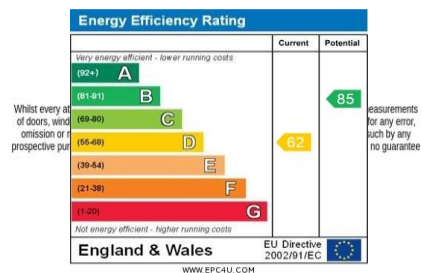 Energy Efficiency Rating
Current Potential
Very energy efficient - lower running costs
(92+) A
(81-91) B
(69-80) C
(55-68) D
(39-54) E
(21-38) F
(1-20) G
62
85
Not energy efficient - higher running costs
England & Wales
EU Directive
2002/91/EC
WWW.EPC4U.COM
Whilst every at
of doors, wind
omission or
prospective pur
easurements
for any error,
such by any
no guarantee